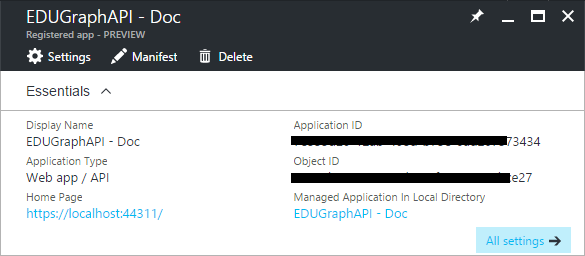 EDUGraphAPI - Doc
Registered app - PREVIEW
Settings Manifest Delete
Essentials
Display Name
EDUGraphAPI - Doc
Application Type
Web app / API
Home Page
https://localhost:44311/
Application ID
73434
Object ID
e27
Managed Application In Local Directory
EDUGraphAPI - Doc
All settings